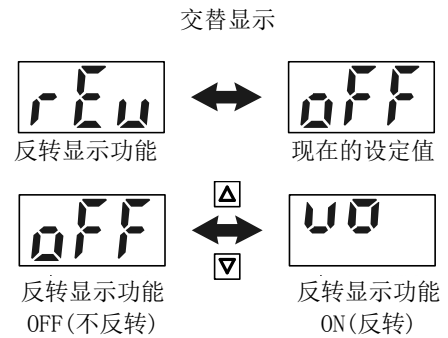 交替显示
rEu oFF
反转显示功能 现在的设定值
oFF uo
反转显示功能 反转显示功能
OFF(不反转) ON(反转)